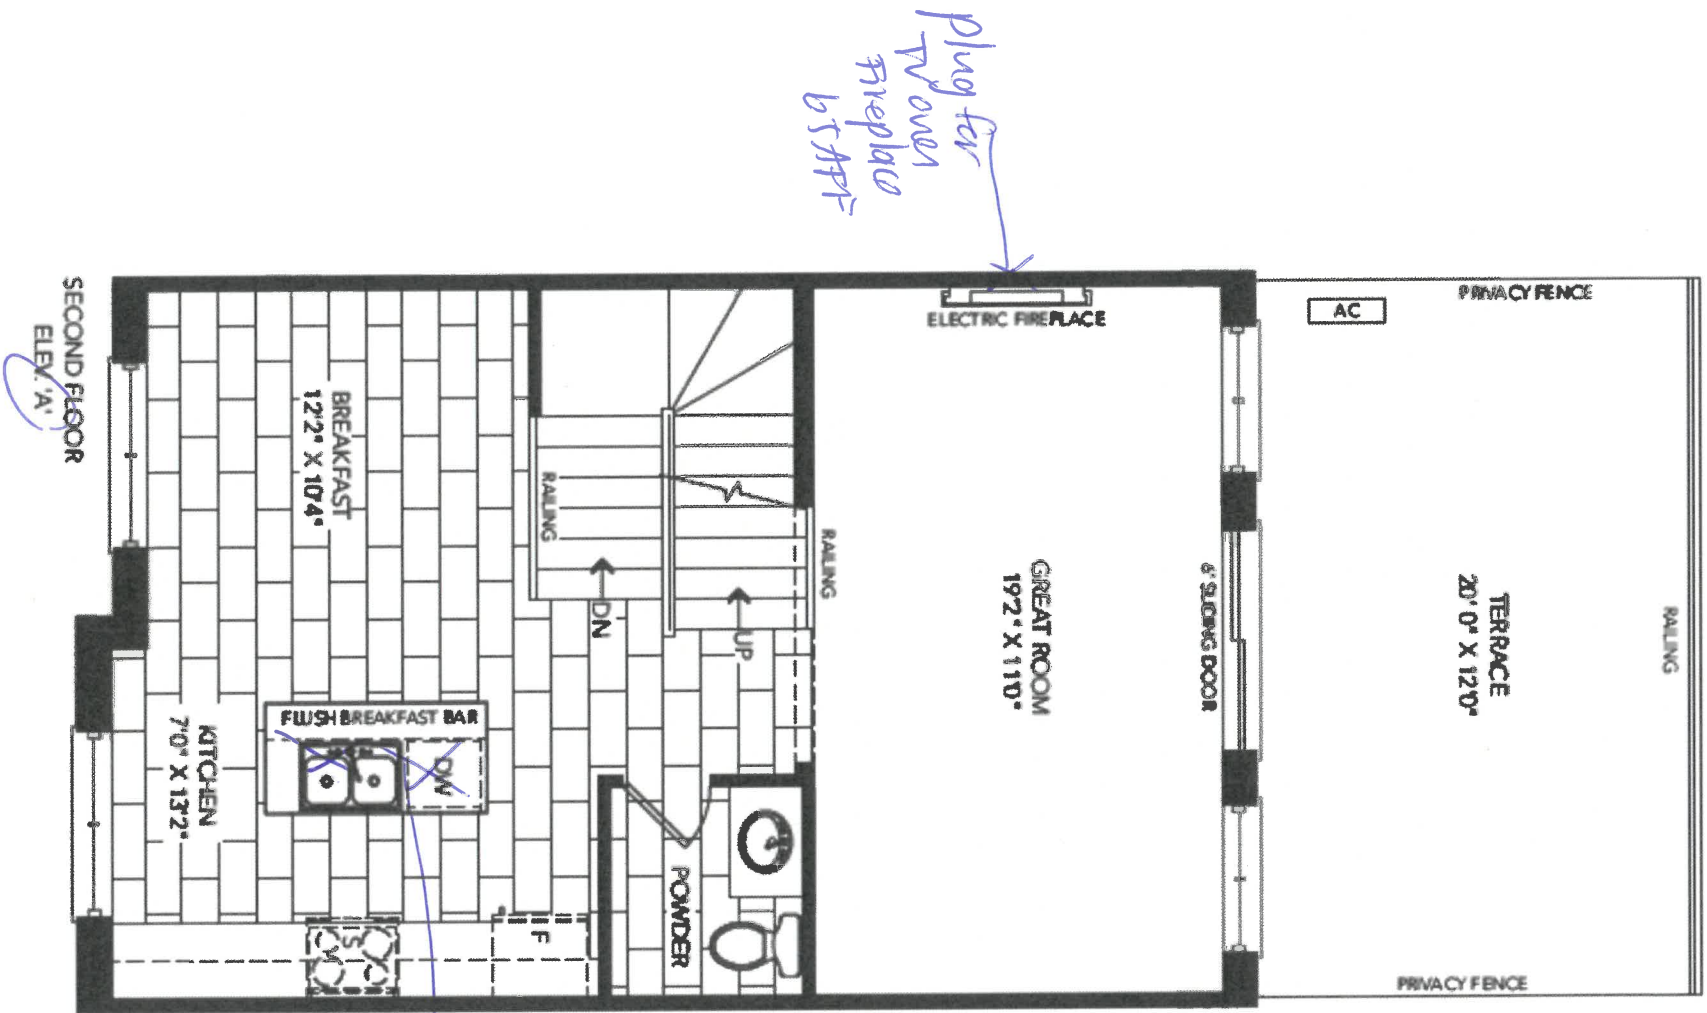 Plug for
TV over
Fireplace
65" AFF
PRIVACY FENCE
AC
ELECTRIC FIREPLACE
SECOND FLOOR
ELEV. 'A'
BREAKFAST
12'2" X 10'4"
RAILING
DN
UP
RAILING
GREAT ROOM
19'2" X 11'0"
6' SLIDING DOOR
TERRACE
20'0" X 12'0"
RAILING
FLUSH BREAKFAST BAR
DW
KITCHEN
7'0" X 13'2"
POWDER
F
S
M
PRIVACY FENCE